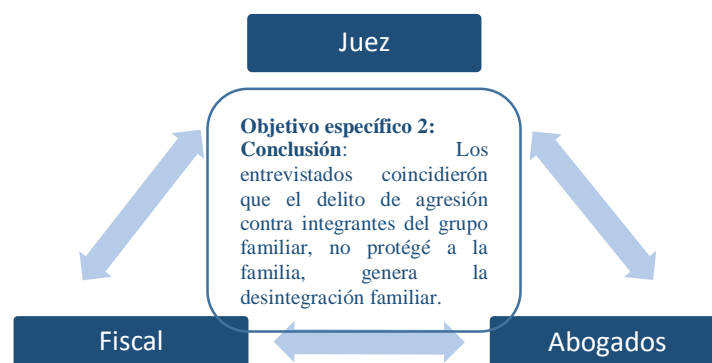 Juez
Objetivo específico 2:
Conclusión: Los
entrevistados coincidierón
que el delito de agresión
contra integrantes del grupo
familiar, no protégé a la
familia, genera la
desintegración familiar.
Fiscal
Abogados